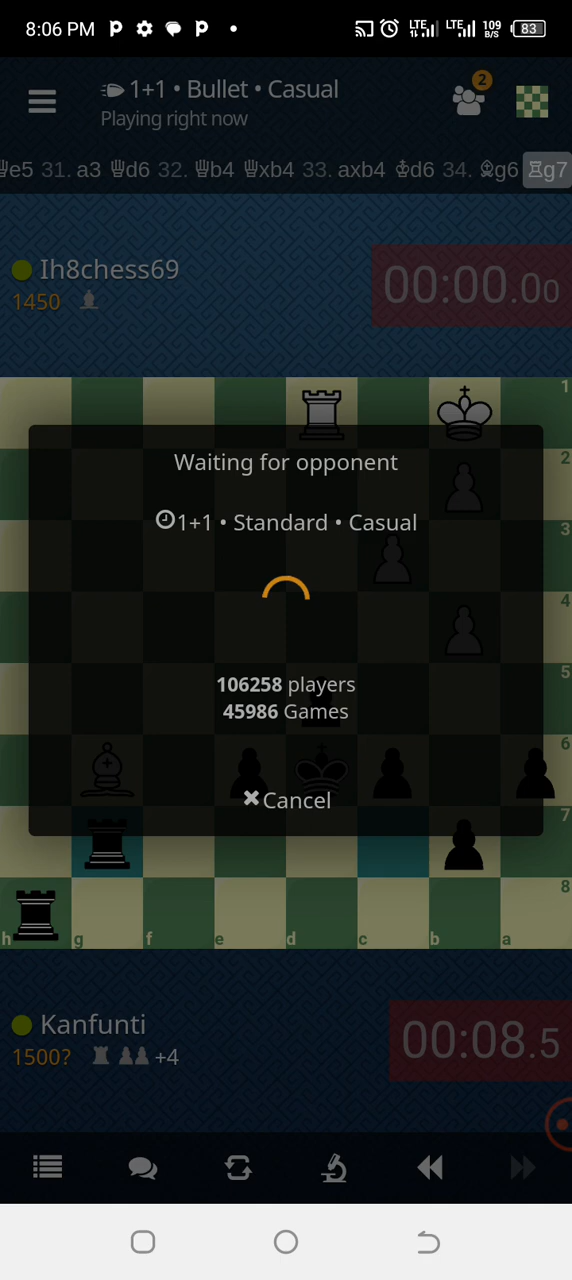 8:06 PM LTE LTE 109 B/S 83
1+1 • Bullet • Casual 2
Playing right now
e5 31. a3 ♕d6 32. ♕b4 ♕xb4 33. axb4 ♔d6 34. ♗g6 ♖g7
Ih8chess69
1450
00:00.00
1
2
3
4
5
6
7
8
Waiting for opponent
1+1 • Standard • Casual
106258 players
45986 Games
Cancel
h g f e d c b a
Kanfunti
1500? +4
00:08.5